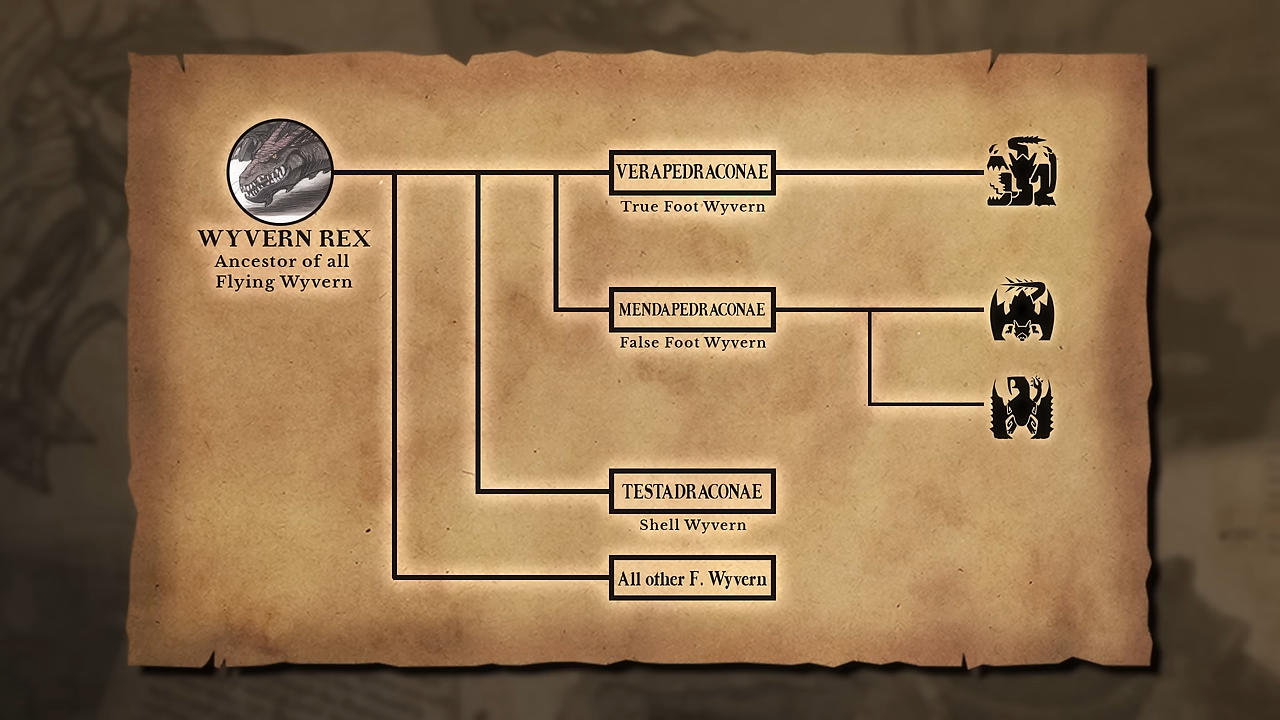 WYVERN REX
Ancestor of all
Flying Wyvern
VERAPEDRACONAE
True Foot Wyvern
MENDAPEDRACONAE
False Foot Wyvern
TESTADRACONAE
Shell Wyvern
All other F. Wyvern